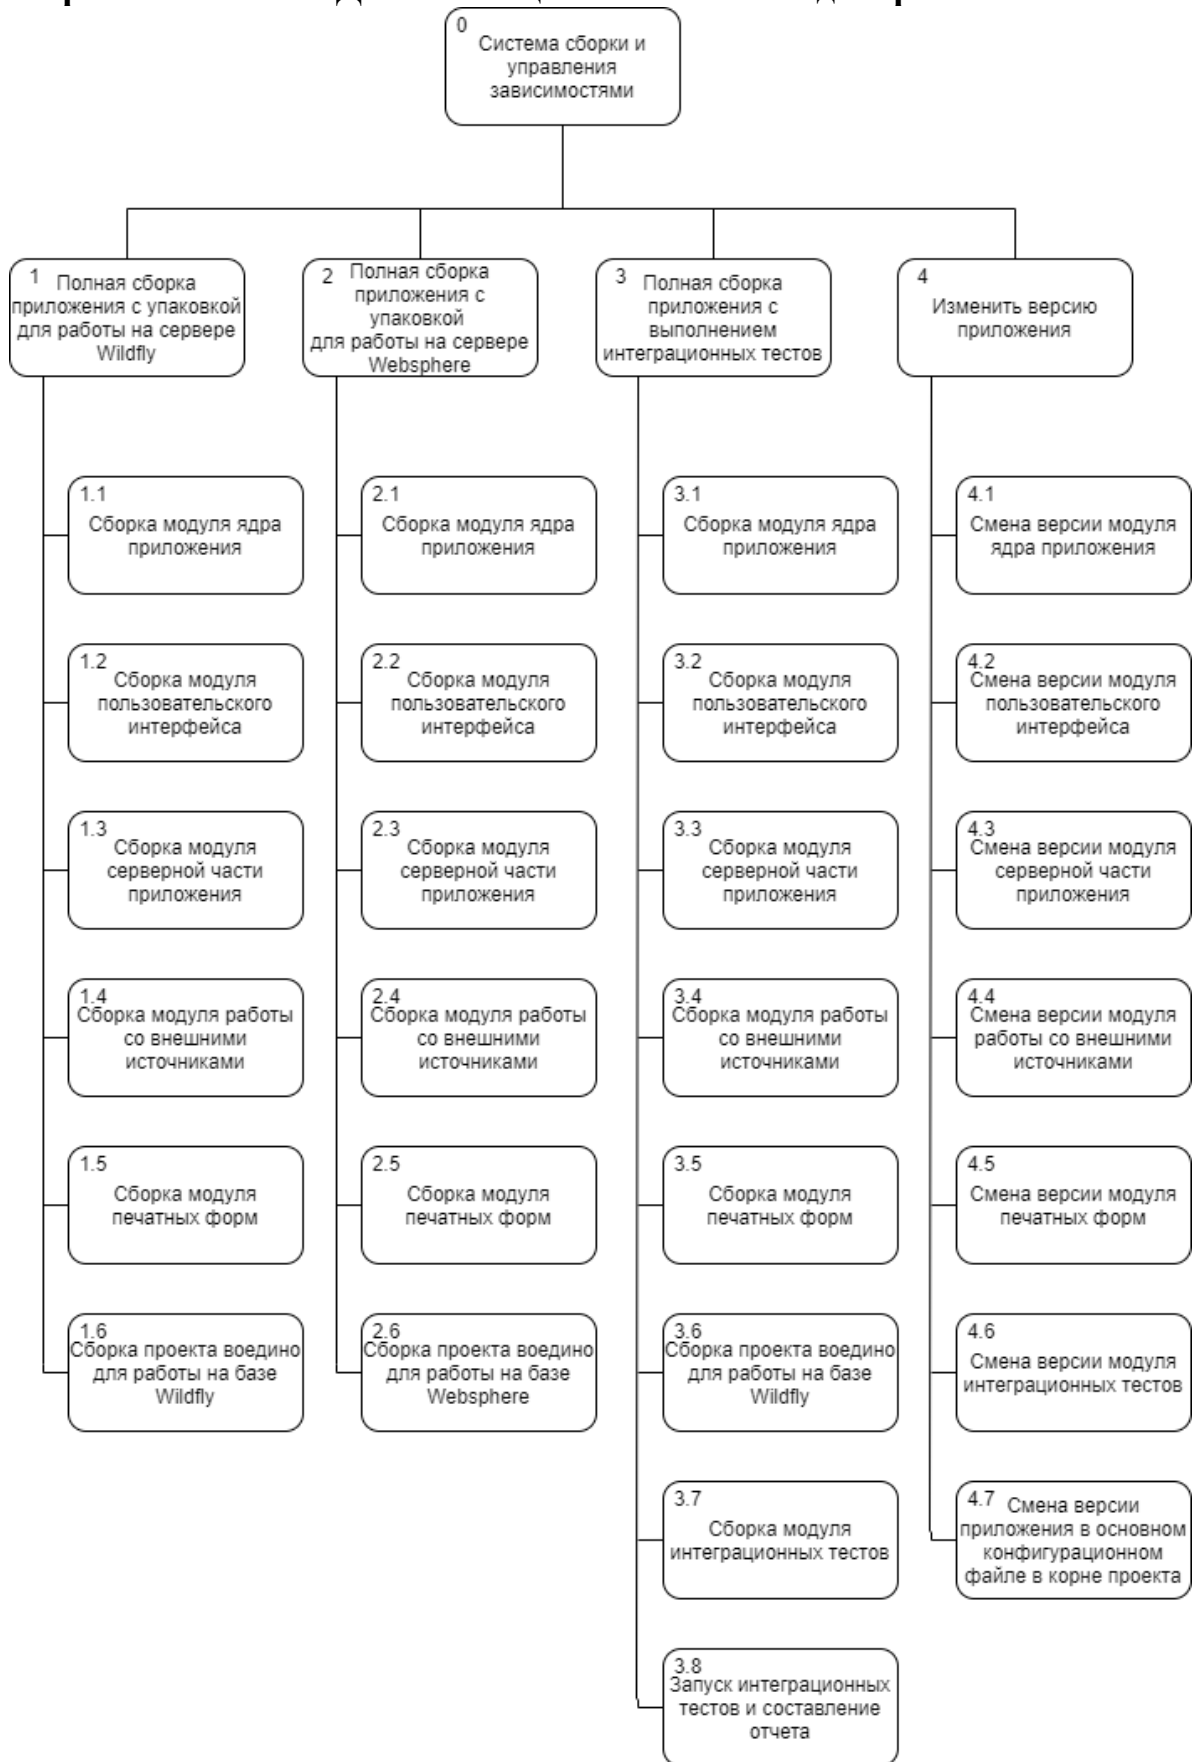 0
Система сборки и
управления
зависимостями
1
Полная сборка
приложения с упаковкой
для работы на сервере
Wildfly
2
Полная сборка
приложения с
упаковкой
для работы на сервере
Websphere
3
Полная сборка
приложения с
выполнением
интеграционных тестов
4
Изменить версию
приложения
1.1
Сборка модуля ядра
приложения
2.1
Сборка модуля ядра
приложения
3.1
Сборка модуля ядра
приложения
4.1
Смена версии модуля
ядра приложения
1.2
Сборка модуля
пользовательского
интерфейса
2.2
Сборка модуля
пользовательского
интерфейса
3.2
Сборка модуля
пользовательского
интерфейса
4.2
Смена версии модуля
пользовательского
интерфейса
1.3
Сборка модуля
серверной части
приложения
2.3
Сборка модуля
серверной части
приложения
3.3
Сборка модуля
серверной части
приложения
4.3
Смена версии модуля
серверной части
приложения
1.4
Сборка модуля работы
со внешними
источниками
2.4
Сборка модуля работы
со внешними
источниками
3.4
Сборка модуля работы
со внешними
источниками
4.4
Смена версии модуля
работы со внешними
источниками
1.5
Сборка модуля
печатных форм
2.5
Сборка модуля
печатных форм
3.5
Сборка модуля
печатных форм
4.5
Смена версии модуля
печатных форм
1.6
Сборка проекта воедино
для работы на базе
Wildfly
2.6
Сборка проекта воедино
для работы на базе
Websphere
3.6
Сборка проекта воедино
для работы на базе
Wildfly
4.6
Смена версии модуля
интеграционных тестов
3.7
Сборка модуля
интеграционных тестов
4.7
Смена версии
приложения в основном
конфигурационном
файле в корне проекта
3.8
Запуск интеграционных
тестов и составление
отчета